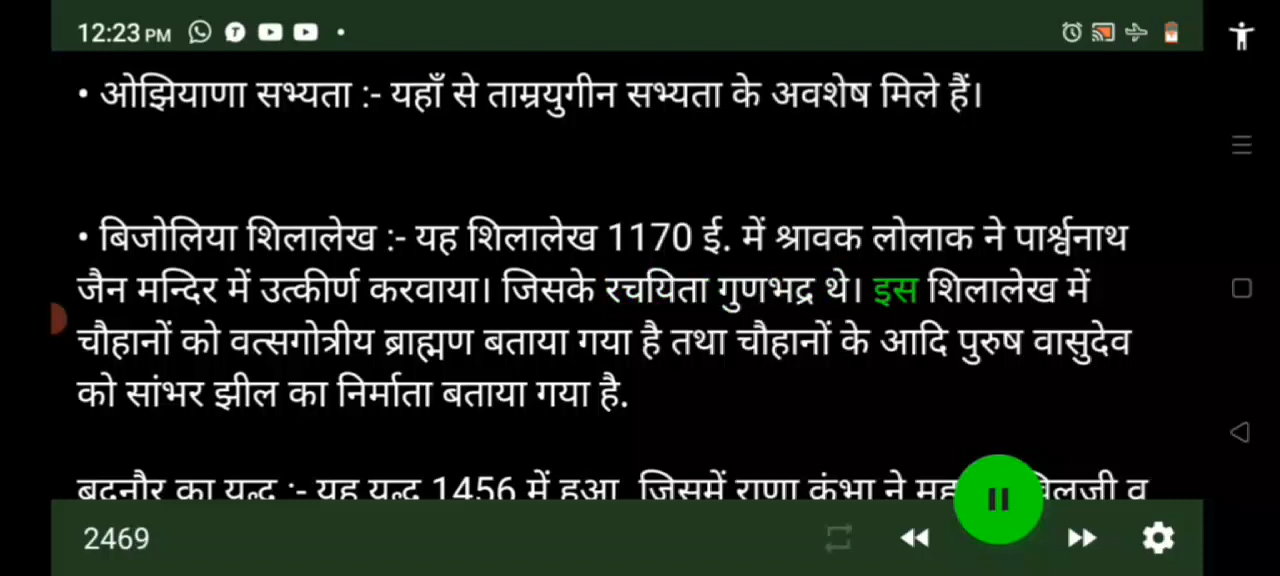 12:23 PM
• ओझियाणा सभ्यता :- यहाँ से ताम्रयुगीन सभ्यता के अवशेष मिले हैं।
• बिजोलिया शिलालेख :- यह शिलालेख 1170 ई. में श्रावक लोलाक ने पार्श्वनाथ
जैन मन्दिर में उत्कीर्ण करवाया। जिसके रचयिता गुणभद्र थे। इस शिलालेख में
चौहानों को वत्सगोत्रीय ब्राह्मण बताया गया है तथा चौहानों के आदि पुरुष वासुदेव
को सांभर झील का निर्माता बताया गया है.
बदनौर का युद्ध :- यह युद्ध 1456 में हुआ जिसमें राणा कुंभा ने व
2469